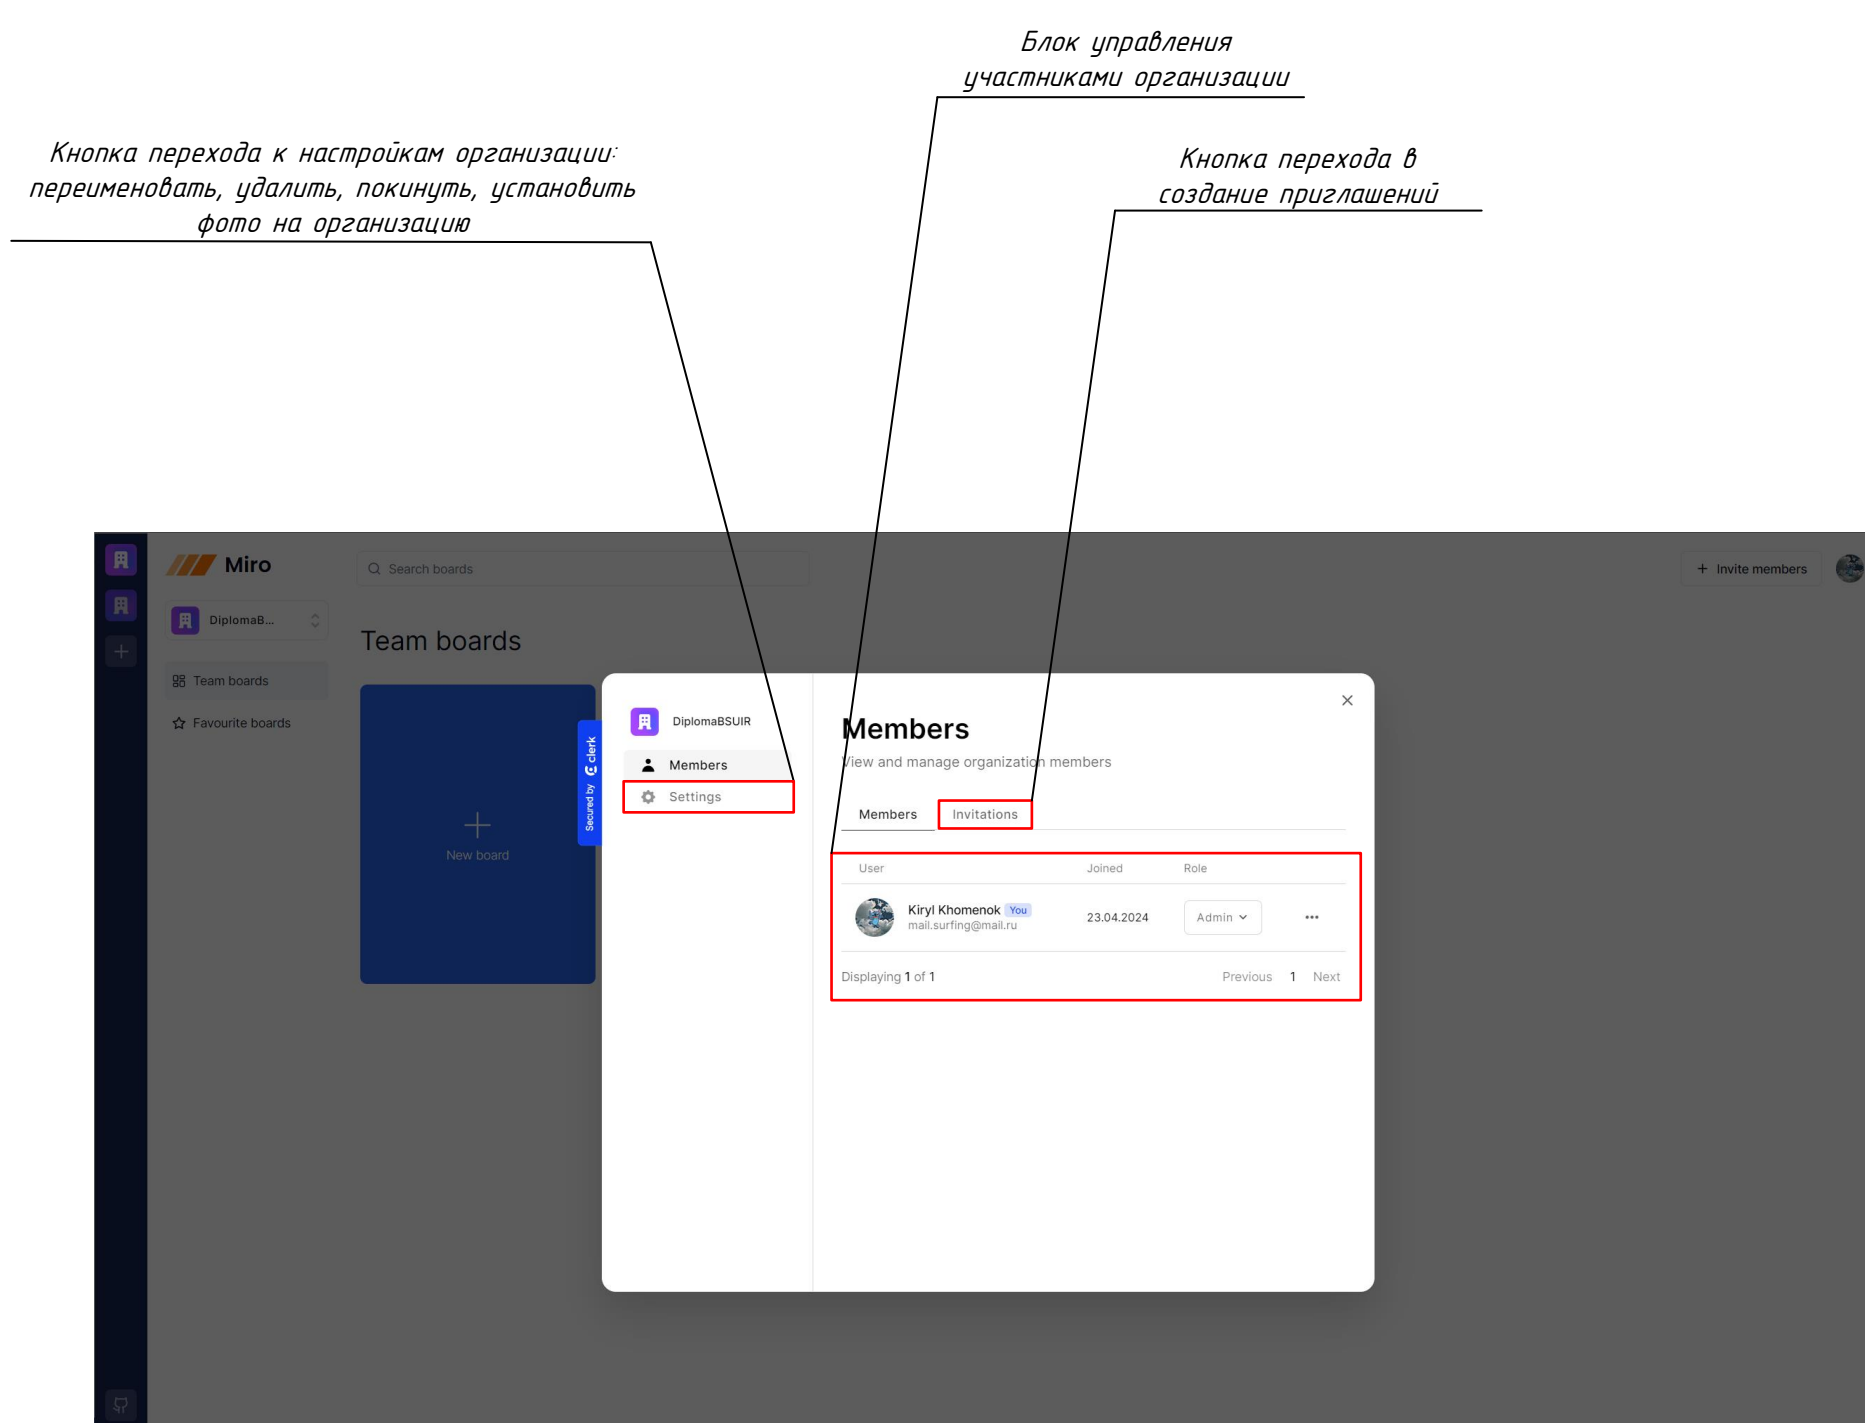 Блок управления
участниками организации
Кнопка перехода к настройкам организации:
переименовать, удалить, покинуть, установить
фото на организацию
Кнопка перехода в
создание приглашений
Miro
Search boards
+ Invite members
DiplomaB...
Team boards
Team boards
Favourite boards
New board
Secured by clerk
DiplomaBSUIR
Members
Settings
Members
View and manage organization members
Members Invitations
User Joined Role
Kiryl Khomenok You
mail.surfing@mail.ru
23.04.2024
Admin
Displaying 1 of 1
Previous 1 Next